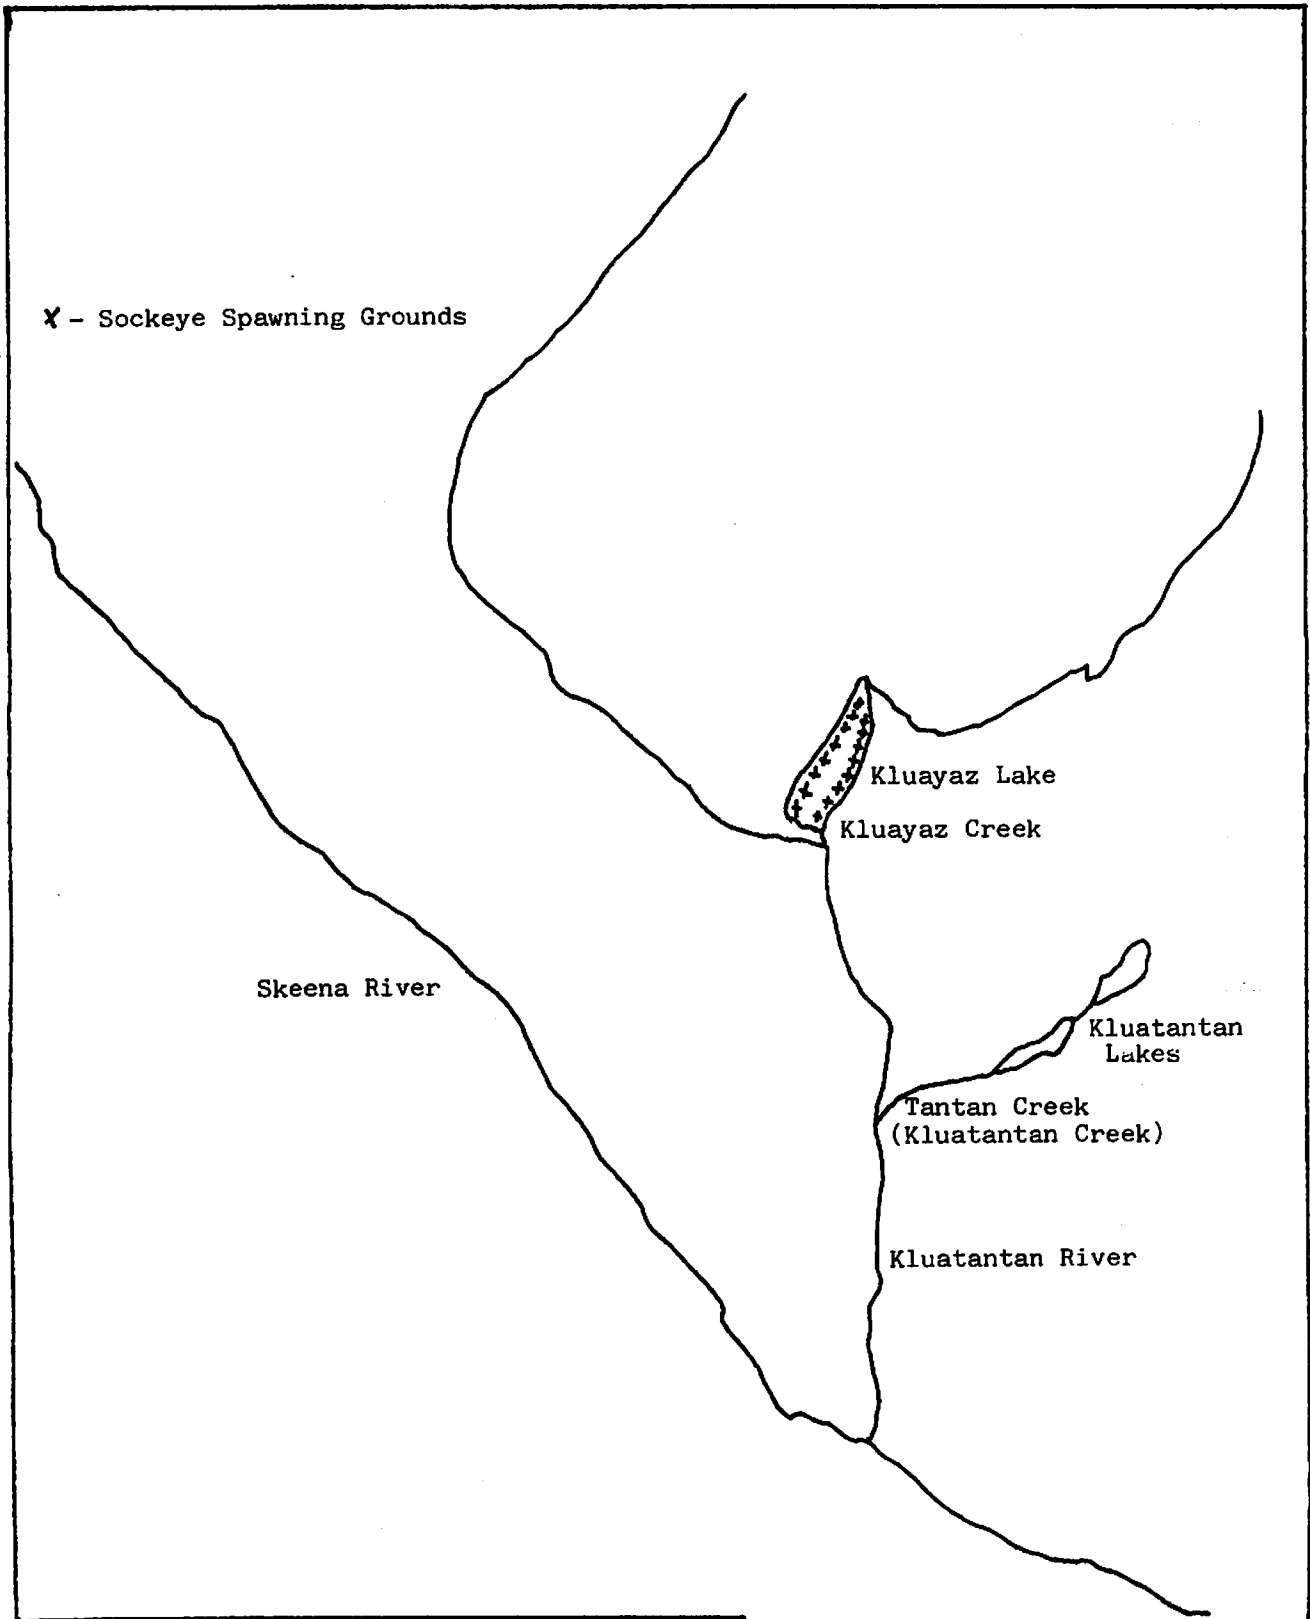 X - Sockeye Spawning Grounds
Kluayaz Lake
Kluayaz Creek
Skeena River
Kluatantan
Lakes
Tantan Creek
(Kluatantan Creek)
Kluatantan River